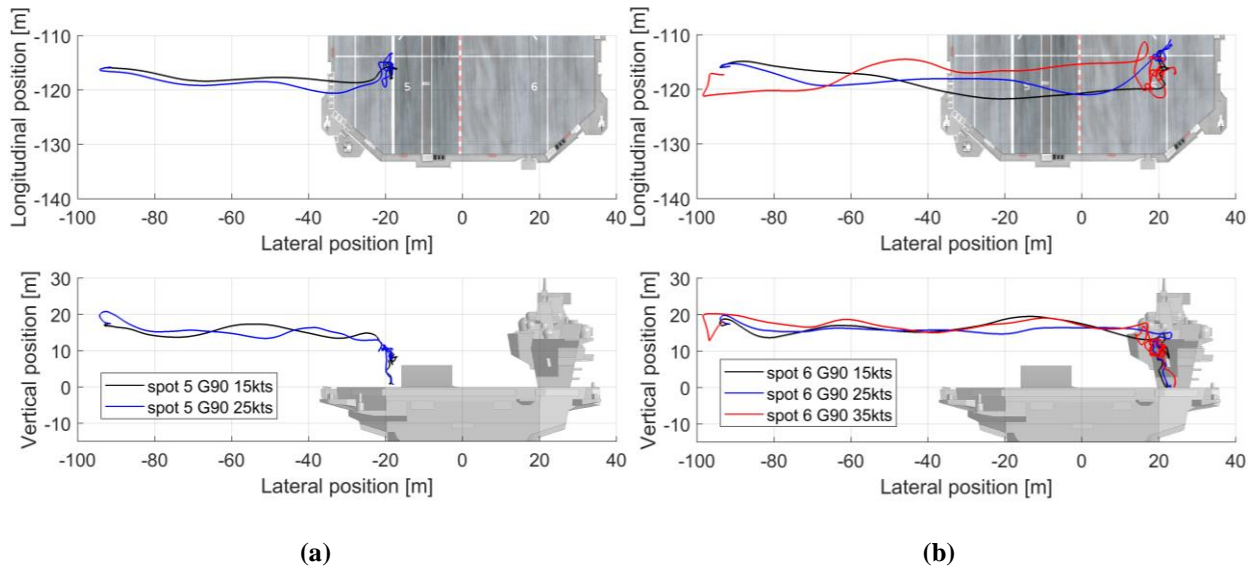 -110
-120
-130
-140
Longitudinal position [m]
5
6
-100 -80 -60 -40 -20 0 20 40
Lateral position [m]
30
20
10
0
-10
Vertical position [m]
spot 5 G90 15kts
spot 5 G90 25kts
-100 -80 -60 -40 -20 0 20 40
Lateral position [m]
(a)
-110
-120
-130
-140
Longitudinal position [m]
5
6
-100 -80 -60 -40 -20 0 20 40
Lateral position [m]
30
20
10
0
-10
Vertical position [m]
spot 6 G90 15kts
spot 6 G90 25kts
spot 6 G90 35kts
-100 -80 -60 -40 -20 0 20 40
Lateral position [m]
(b)